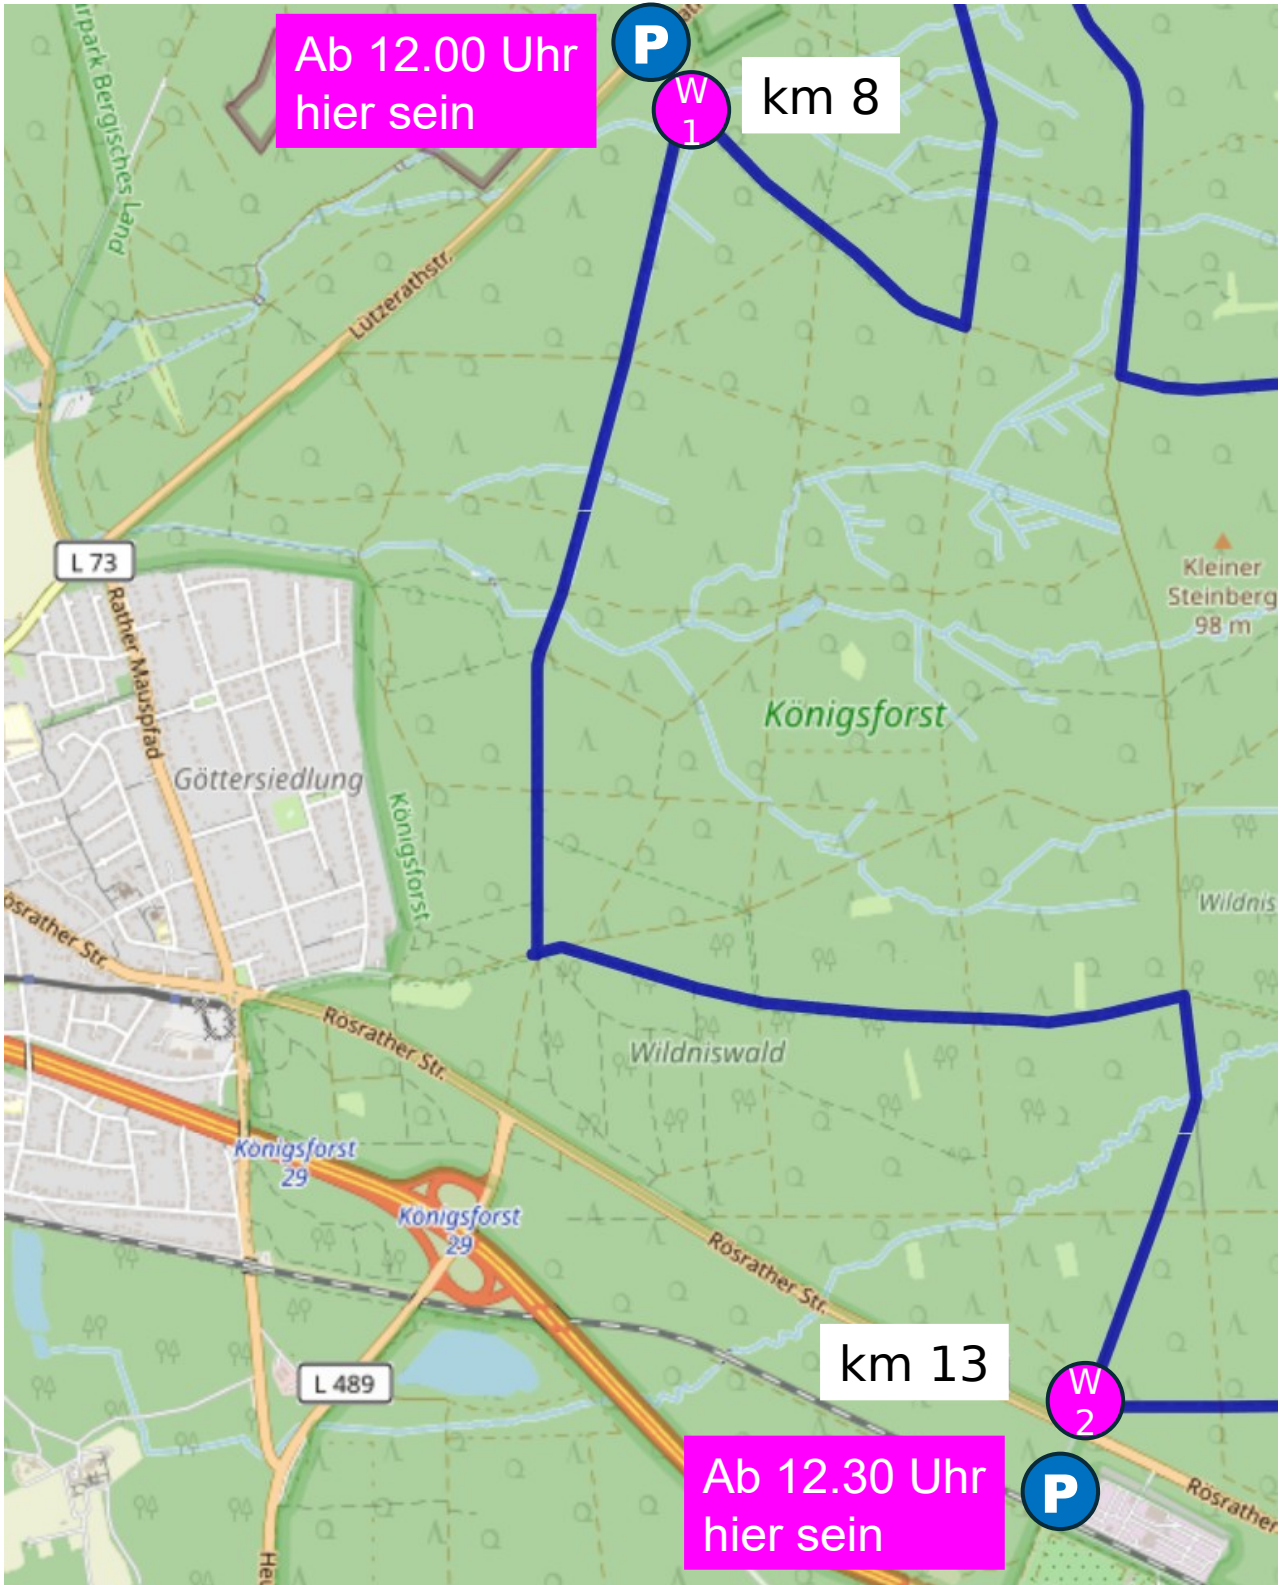 Ab 12.00 Uhr
hier sein
P
W
1
km 8
Lützerathstr.
L 73
Rather Mauspfad
Göttersiedlung
Königsforst
Königsforst
Kleiner
Steinberg
98 m
Wildnis
Wildniswald
Rösrather Str.
Königsforst
29
Königsforst
29
Rösrather Str.
L 489
km 13
W
2
Ab 12.30 Uhr
hier sein
P
Rösrather